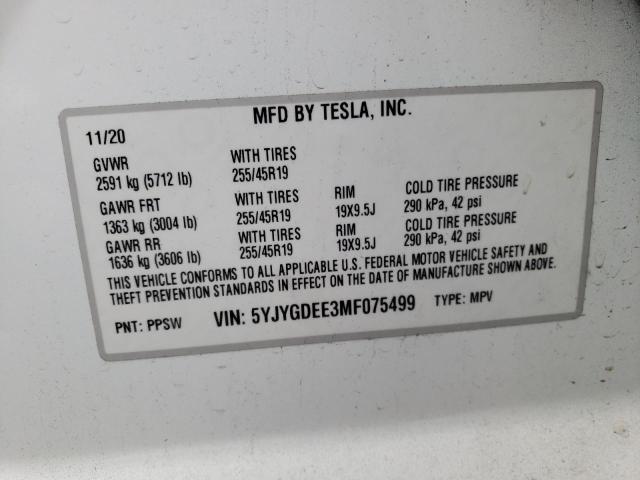 MFD BY TESLA, INC.
11/20
GVWR WITH TIRES
2591 kg (5712 lb) 255/45R19
GAWR FRT WITH TIRES RIM COLD TIRE PRESSURE
1363 kg (3004 lb) 255/45R19 19X9.5J 290 kPa, 42 psi
GAWR RR WITH TIRES RIM COLD TIRE PRESSURE
1636 kg (3606 lb) 255/45R19 19X9.5J 290 kPa, 42 psi
THIS VEHICLE CONFORMS TO ALL APPLICABLE U.S. FEDERAL MOTOR VEHICLE SAFETY AND
THEFT PREVENTION STANDARDS IN EFFECT ON THE DATE OF MANUFACTURE SHOWN ABOVE.
PNT: PPSW VIN: 5YJYGDEE3MF075499 TYPE: MPV